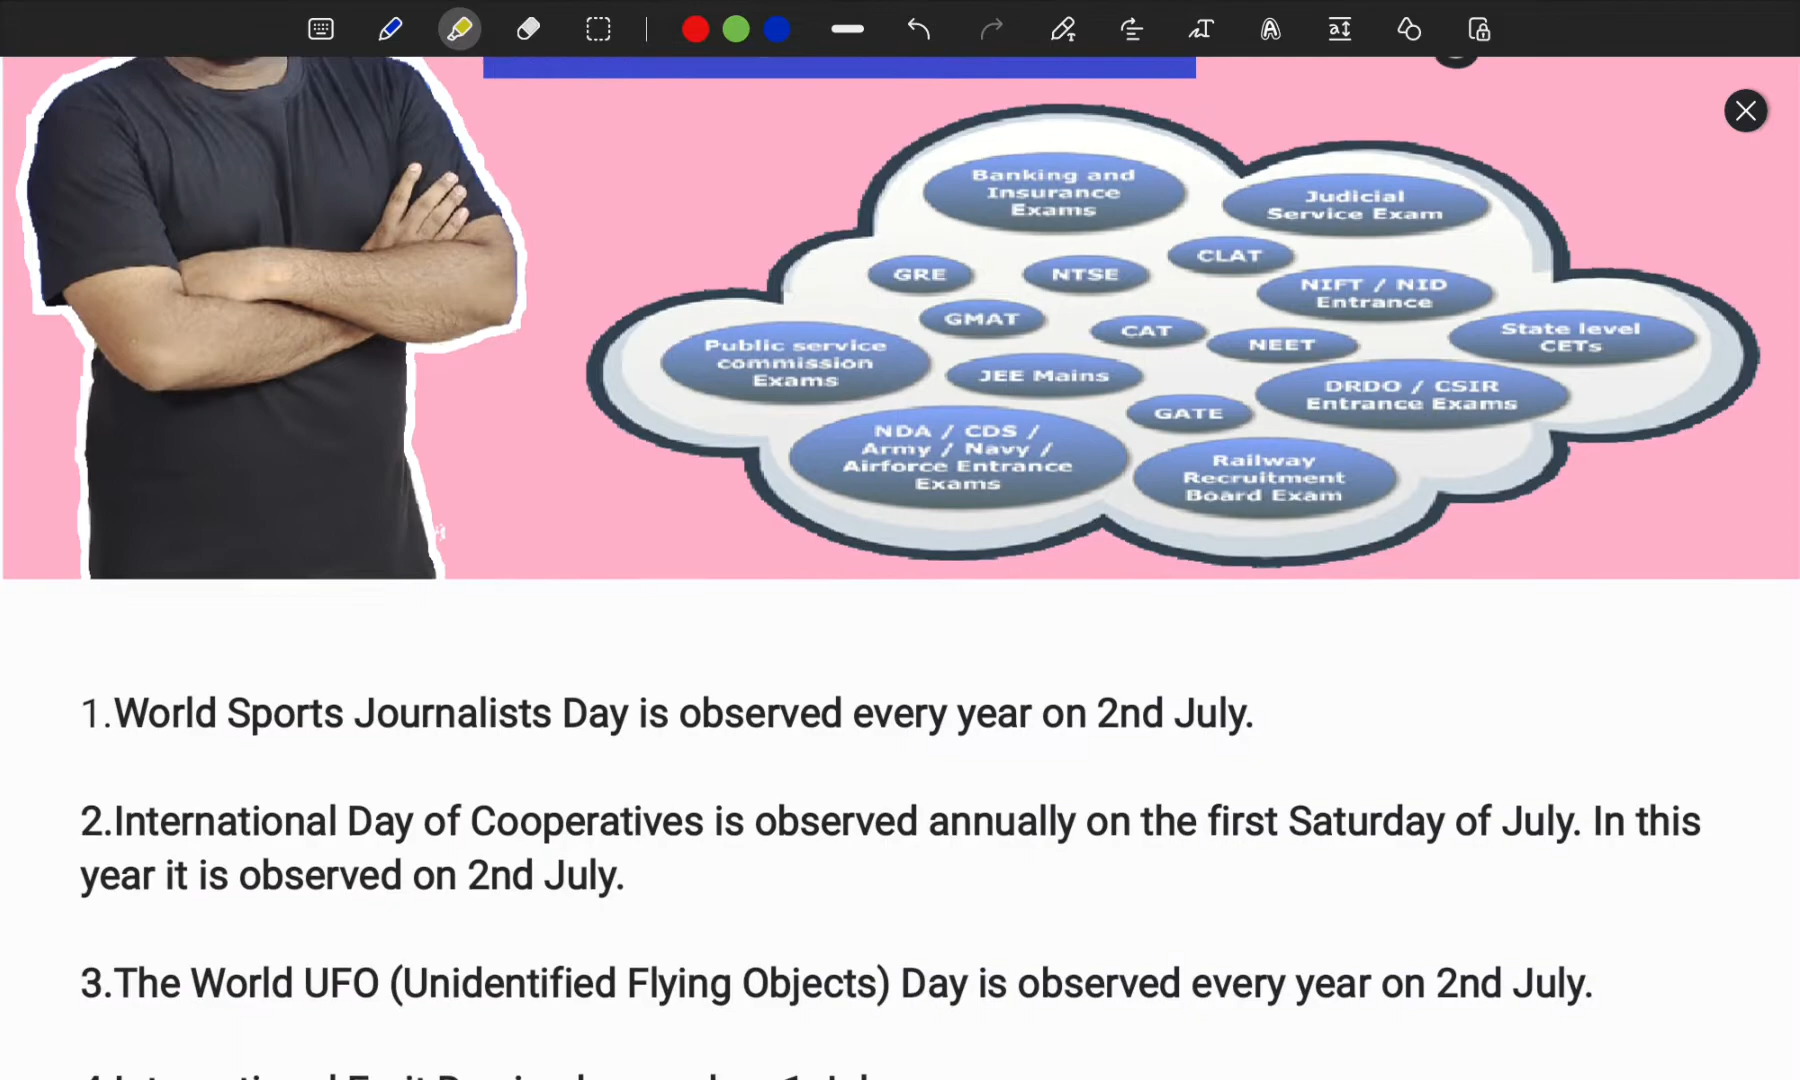 Banking and
Insurance
Exams
Judicial
Service Exam
CLAT
GRE
NTSE
NIFT / NID
Entrance
GMAT
CAT
NEET
State level
CETs
Public service
commission
Exams
JEE Mains
DRDO / CSIR
Entrance Exams
GATE
NDA / CDS /
Army / Navy /
Airforce Entrance
Exams
Railway
Recruitment
Board Exam
1.World Sports Journalists Day is observed every year on 2nd July.
2.International Day of Cooperatives is observed annually on the first Saturday of July. In this
year it is observed on 2nd July.
3.The World UFO (Unidentified Flying Objects) Day is observed every year on 2nd July.